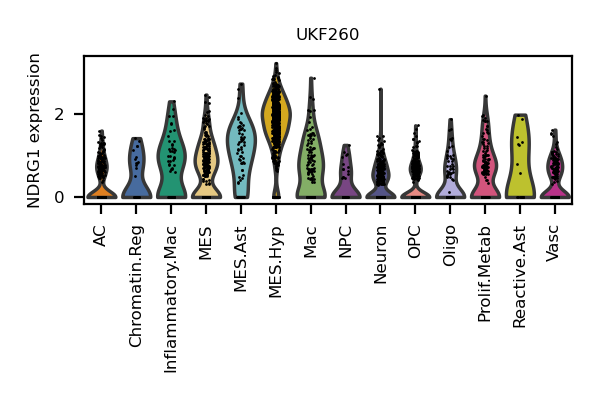 UKF260
NDRG1 expression
2
0
AC
Chromatin.Reg
Inflammatory.Mac
MES
MES.Ast
MES.Hyp
Mac
NPC
Neuron
OPC
Oligo
Prolif.Metab
Reactive.Ast
Vasc